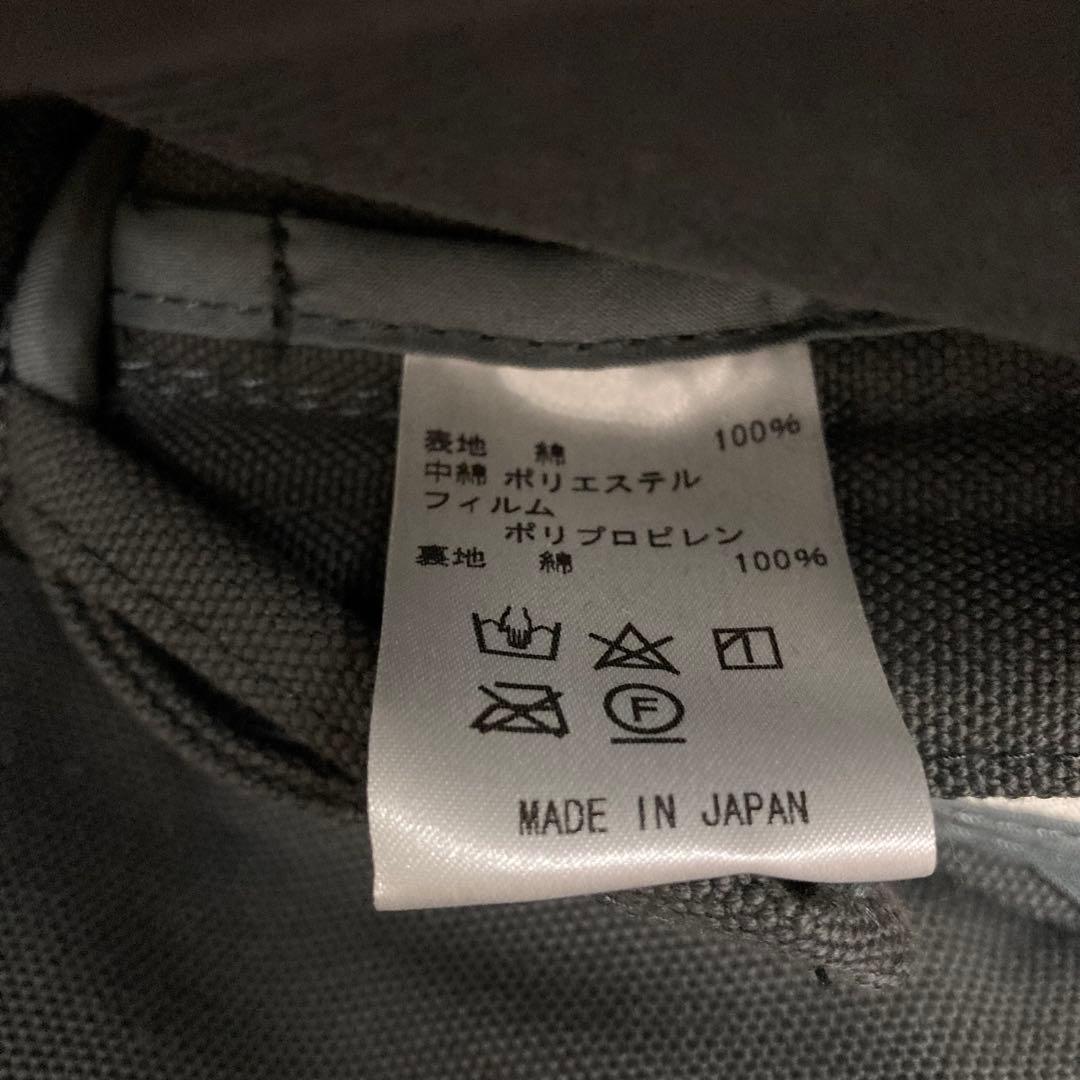 表地 綿 100%
中綿 ポリエステル
フィルム
ポリプロピレン
裏地 綿 100%
F
MADE IN JAPAN